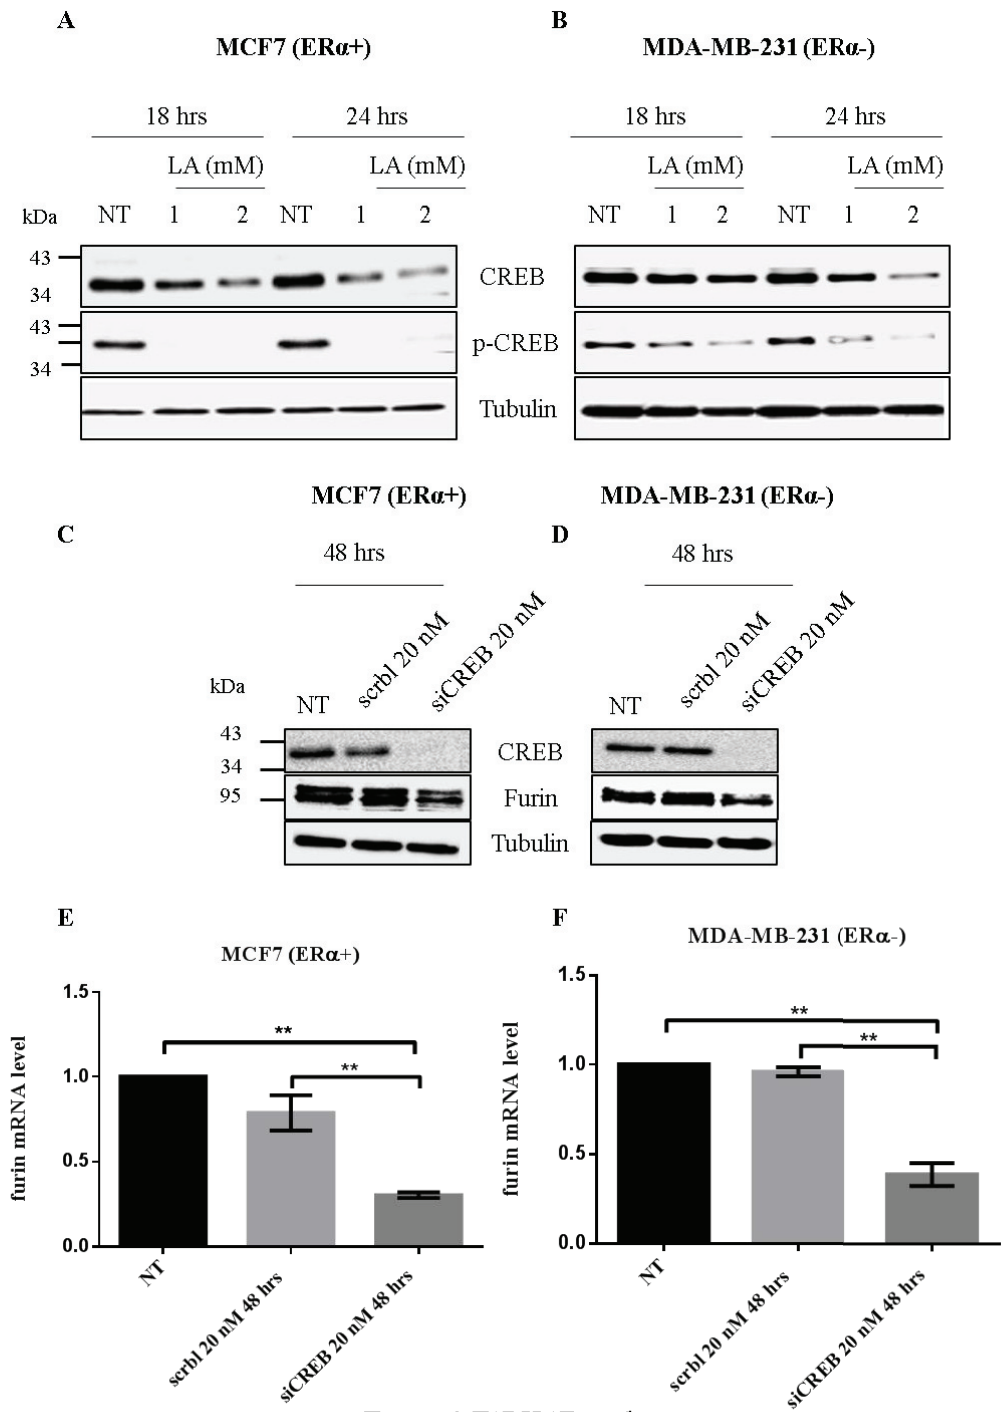 A
B
MCF7 (ERα+)
MDA-MB-231 (ERα-)
18 hrs
24 hrs
18 hrs
24 hrs
LA (mM)
LA (mM)
LA (mM)
LA (mM)
kDa
NT
1
2
NT
1
2
NT
1
2
NT
1
2
43
34
CREB
43
34
p-CREB
Tubulin
MCF7 (ERα+)
MDA-MB-231 (ERα-)
C
D
48 hrs
48 hrs
kDa
NT
scrbl 20 nM
siCREB 20 nM
NT
scrbl 20 nM
siCREB 20 nM
43
34
CREB
95
Furin
Tubulin
E
F
MCF7 (ERα+)
MDA-MB-231 (ERα-)
furin mRNA level
1.5
1.0
0.5
0.0
**
**
NT
scrbl 20 nM 48 hrs
siCREB 20 nM 48 hrs
furin mRNA level
1.5
1.0
0.5
0.0
**
**
NT
scrbl 20 nM 48 hrs
siCREB 20 nM 48 hrs